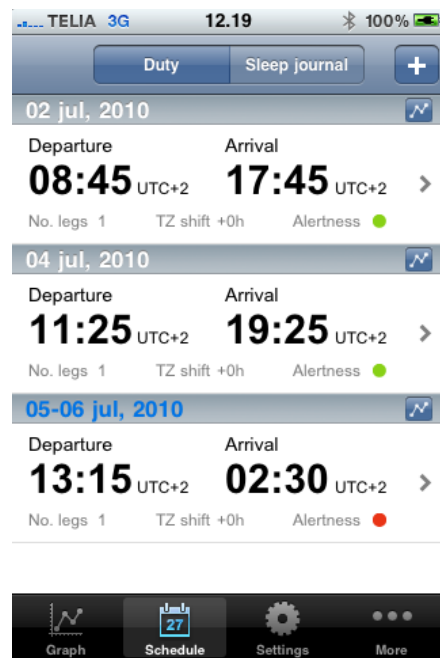 TELIA 3G 12.19 100%
Duty Sleep journal +
02 jul, 2010
Departure Arrival
08:45 UTC+2 17:45 UTC+2
No. legs 1 TZ shift +0h Alertness
04 jul, 2010
Departure Arrival
11:25 UTC+2 19:25 UTC+2
No. legs 1 TZ shift +0h Alertness
05-06 jul, 2010
Departure Arrival
13:15 UTC+2 02:30 UTC+2
No. legs 1 TZ shift +0h Alertness
27
Graph Schedule Settings More